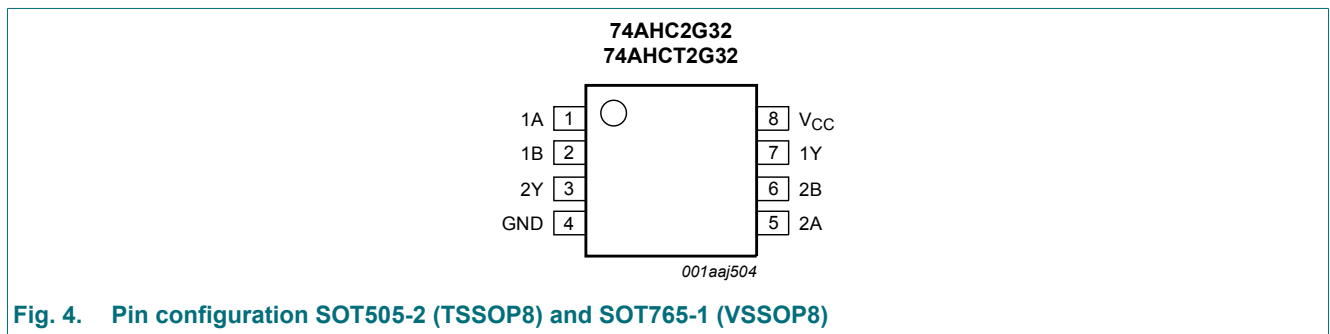 74AHC2G32
74AHCT2G32
1A 1 8 VCC
1B 2 7 1Y
2Y 3 6 2B
GND 4 5 2A
001aaj504
Fig. 4. Pin configuration SOT505-2 (TSSOP8) and SOT765-1 (VSSOP8)